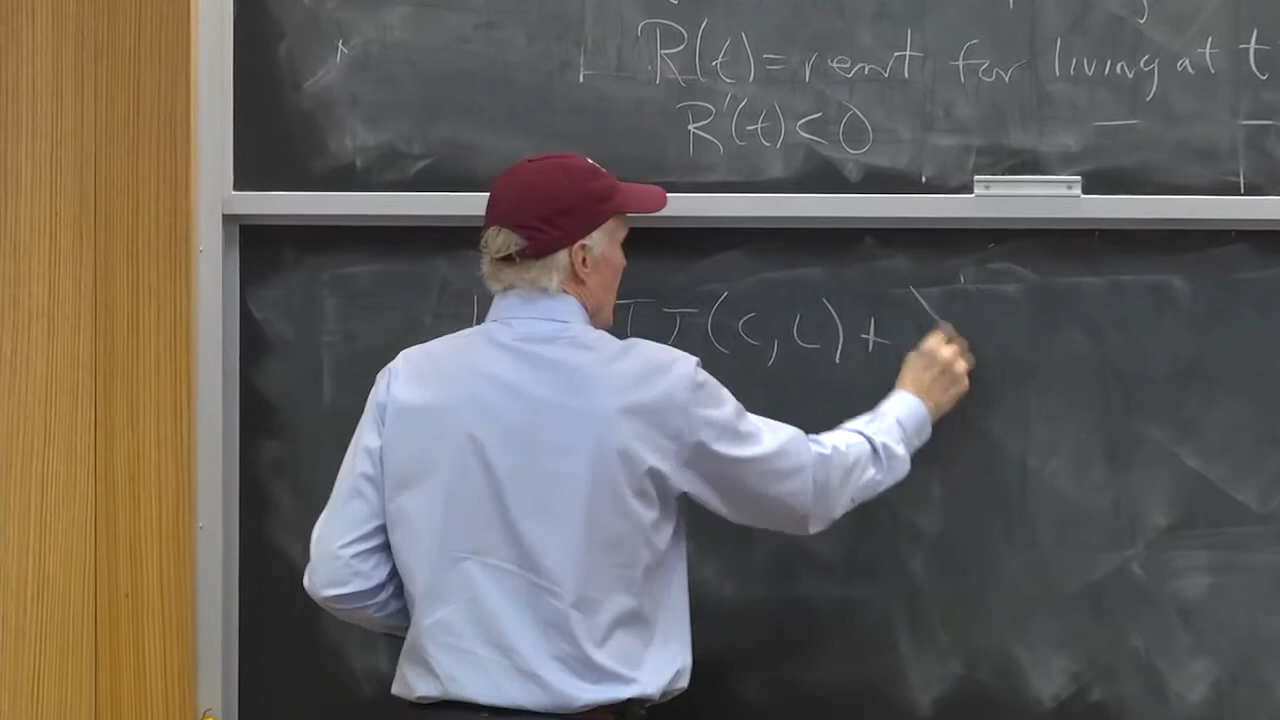 R(t) = rent for living at t
R'(t) < 0
(C, L) +